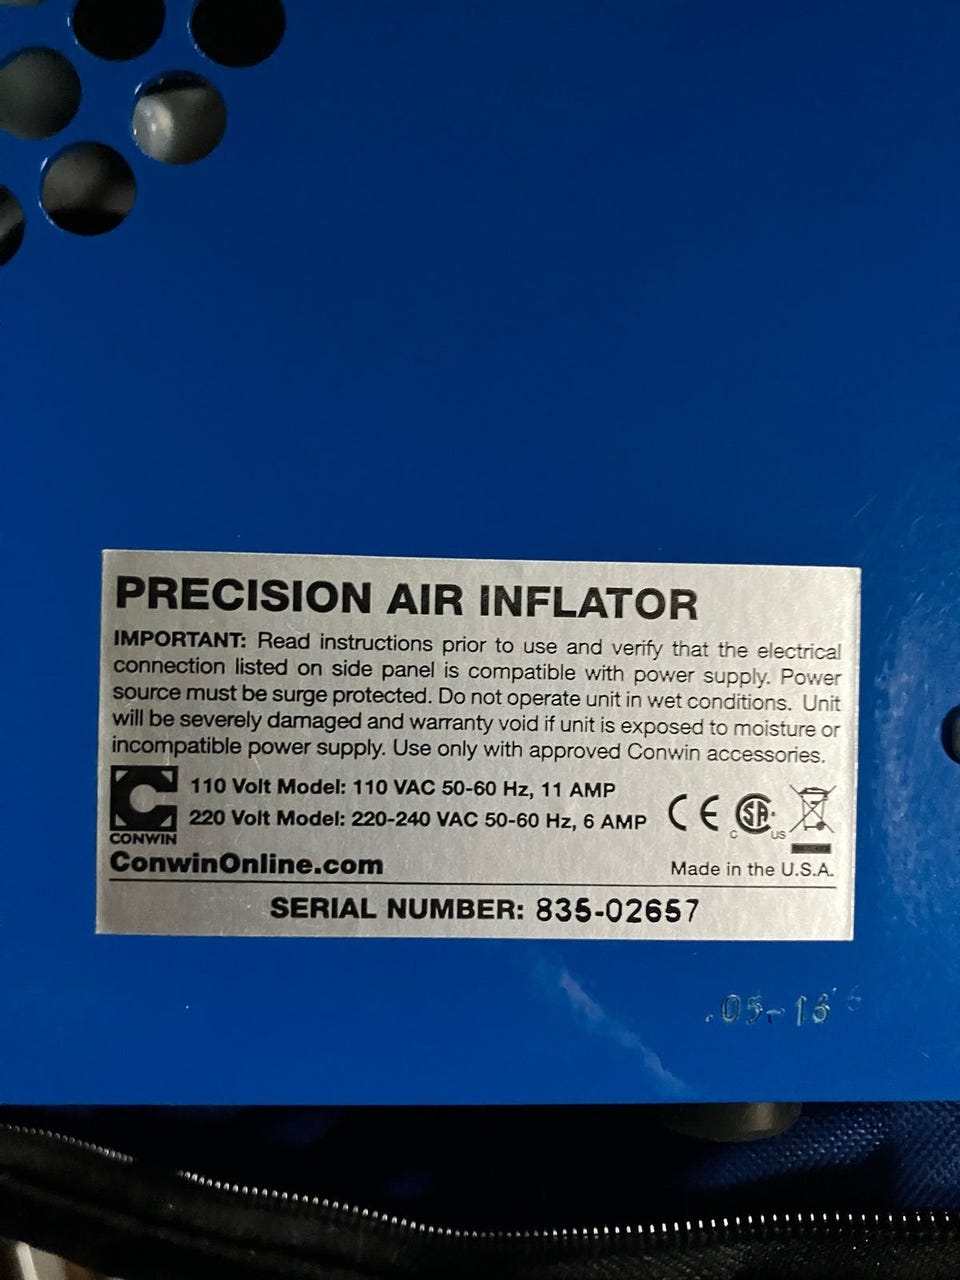 PRECISION AIR INFLATOR
IMPORTANT: Read instructions prior to use and verify that the electrical
connection listed on side panel is compatible with power supply. Power
source must be surge protected. Do not operate unit in wet conditions. Unit
will be severely damaged and warranty void if unit is exposed to moisture or
incompatible power supply. Use only with approved Conwin accessories.
110 Volt Model: 110 VAC 50-60 Hz, 11 AMP
220 Volt Model: 220-240 VAC 50-60 Hz, 6 AMP
C CONWIN
CE C SA US
ConwinOnline.com
Made in the U.S.A.
SERIAL NUMBER: 835-02657